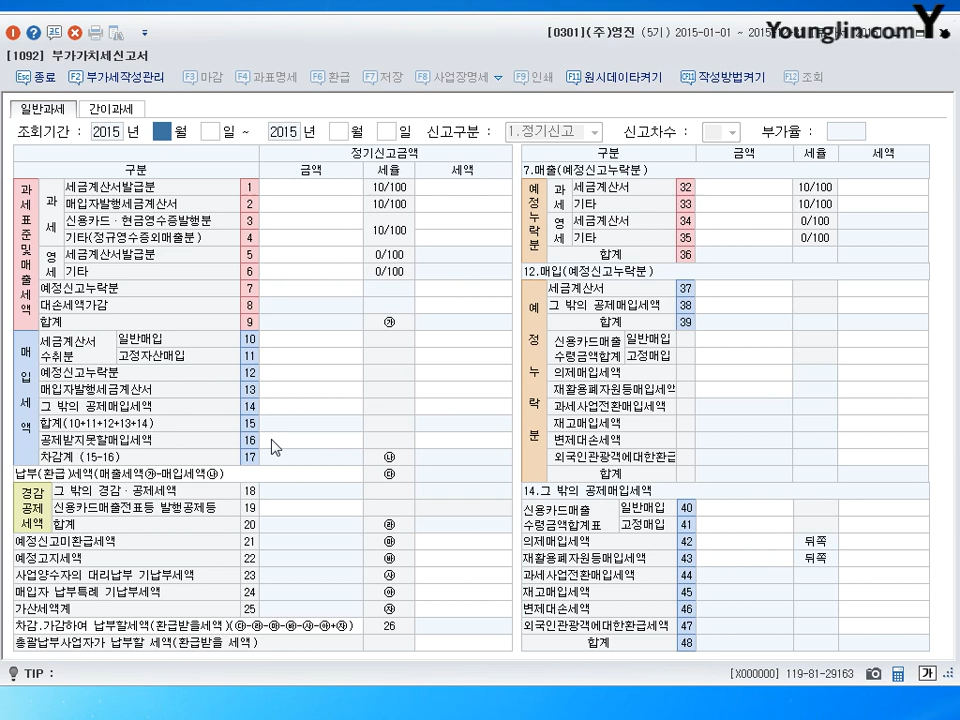 Younglin.com Y.
[0301](주)영진 (5기) 2015-01-01 ~ 2015-12
[1092] 부가가치세신고서
Esc 종료 F2 부가세작성관리 F3 마감 F4 과표명세 F6 환급 F7 저장 F8 사업장명세 F9 인쇄 F11 원시데이타켜기 CF11 작성방법켜기 F12 조회
일반과세 간이과세
조회기간 : 2015 년 월 일 ~ 2015 년 월 일 신고구분 : 1.정기신고 신고차수 : 부가율 :
정기신고금액
구분 금액 세율 세액
과세표준및매출세액
과세
세금계산서발급분 1 10/100
매입자발행세금계산서 2 10/100
신용카드·현금영수증발행분 3 10/100
기타(정규영수증외매출분) 4
영세
세금계산서발급분 5 0/100
기타 6 0/100
예정신고누락분 7
대손세액가감 8
합계 9 ㉮
매입세액
세금계산서 수취분
일반매입 10
고정자산매입 11
예정신고누락분 12
매입자발행세금계산서 13
그 밖의 공제매입세액 14
합계(10+11+12+13+14) 15
공제받지못할매입세액 16
차감계 (15-16) 17 ㉯
납부(환급)세액(매출세액㉮-매입세액㉯) ㉰
경감공제세액
그 밖의 경감·공제세액 18
신용카드매출전표등 발행공제등 19
합계 20 ㉱
예정신고미환급세액 21 ㉲
예정고지세액 22 ㉳
사업양수자의 대리납부 기납부세액 23 ㉴
매입자 납부특례 기납부세액 24 ㉵
가산세액계 25 ㉶
차감.가감하여 납부할세액(환급받을세액)(㉰-㉱-㉲-㉳-㉴-㉵+㉶) 26
총괄납부사업자가 납부할 세액(환급받을 세액)
구분 금액 세율 세액
7.매출(예정신고누락분)
예정누락분
과세
세금계산서 32 10/100
기타 33 10/100
영세
세금계산서 34 0/100
기타 35 0/100
합계 36
12.매입(예정신고누락분)
예정누락분
세금계산서 37
그 밖의 공제매입세액 38
합계 39
신용카드매출 수령금액합계
일반매입
고정매입
의제매입세액
재활용폐자원등매입세액
과세사업전환매입세액
재고매입세액
변제대손세액
외국인관광객에대한환급
합계
14.그 밖의 공제매입세액
신용카드매출 수령금액합계표
일반매입 40
고정매입 41
의제매입세액 42 뒤쪽
재활용폐자원등매입세액 43 뒤쪽
과세사업전환매입세액 44
재고매입세액 45
변제대손세액 46
외국인관광객에대한환급세액 47
합계 48
TIP : [X000000] 119-81-29163 가